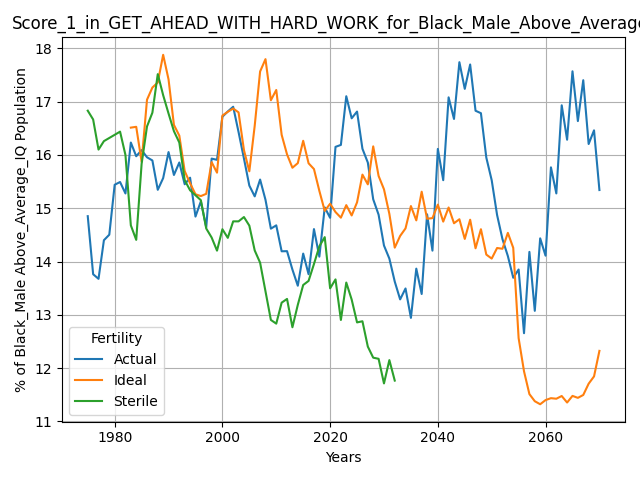 Score_1_in_GET_AHEAD_WITH_HARD_WORK_for_Black_Male_Above_Average
% of Black_Male Above_Average_IQ Population
18
17
16
15
14
13
12
11
Fertility
Actual
Ideal
Sterile
1980 2000 2020 2040 2060
Years